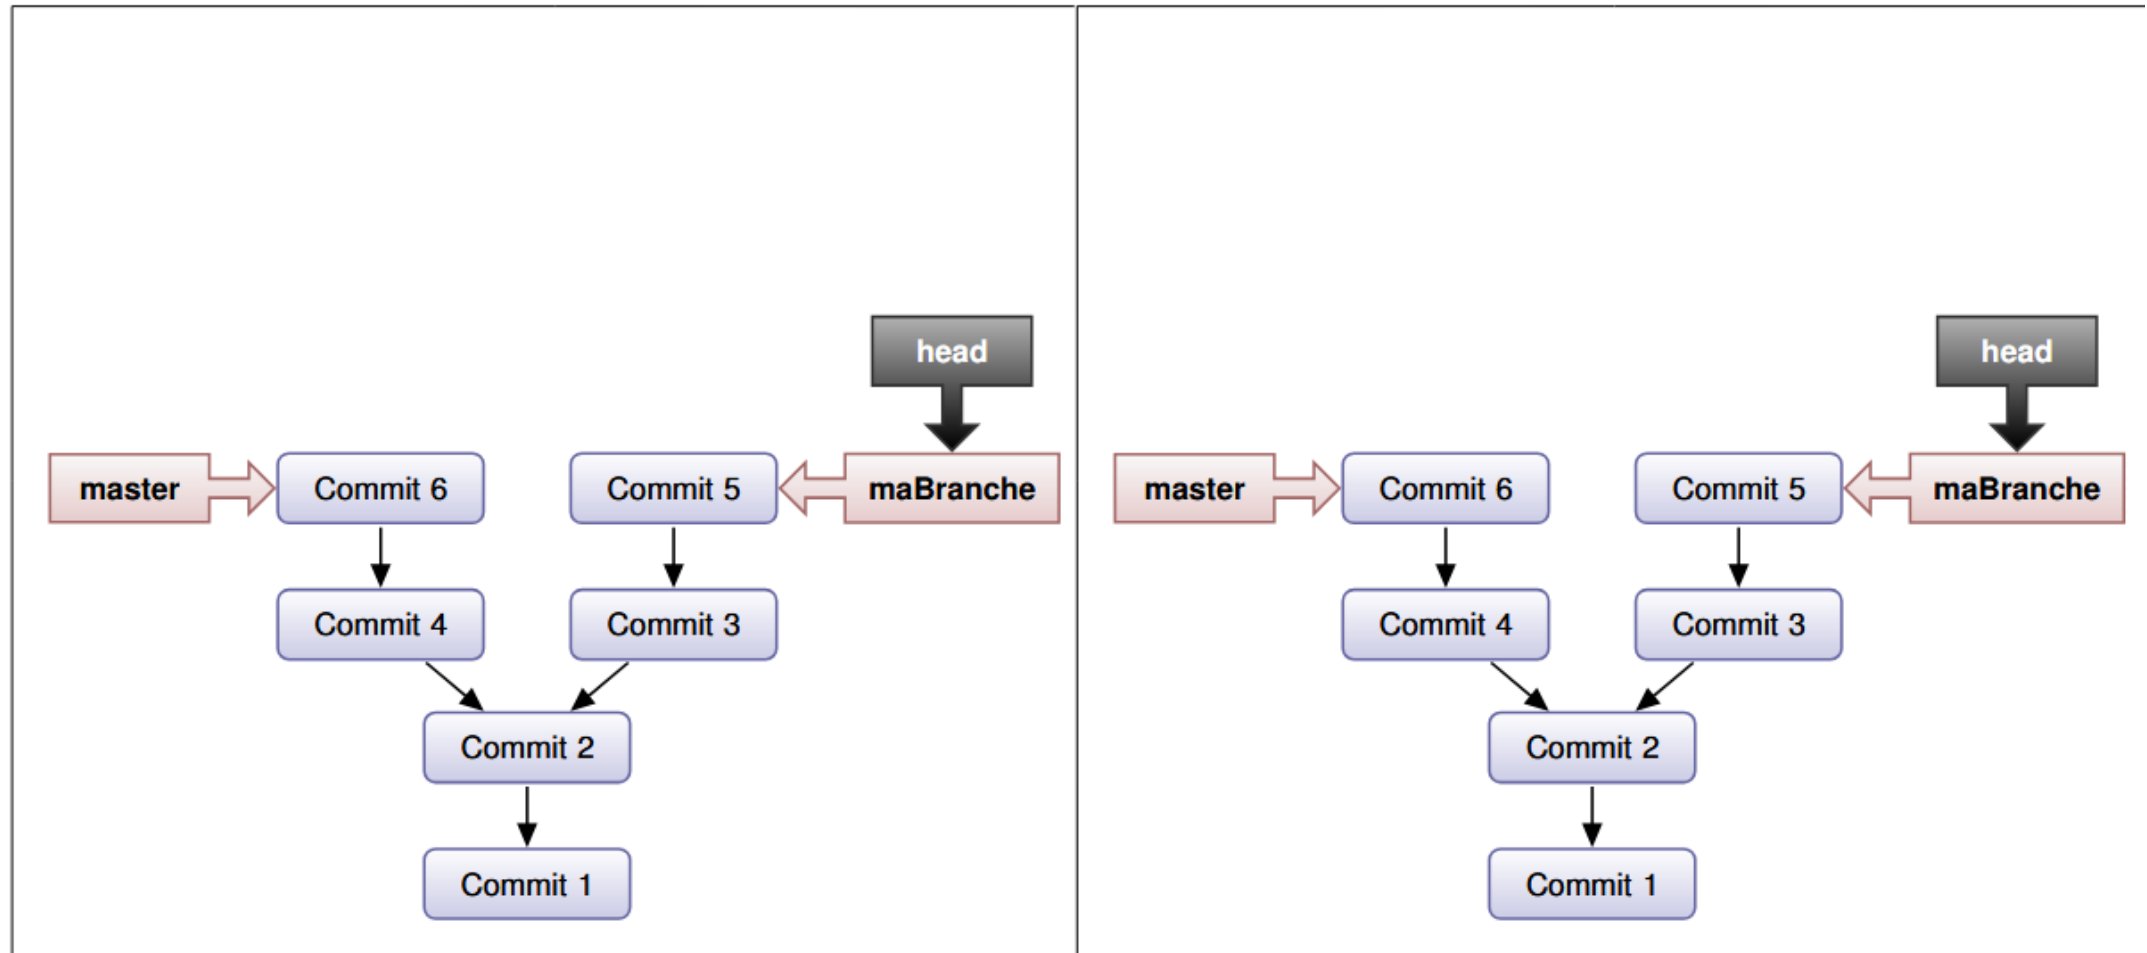 head
master
Commit 6
Commit 5
maBranche
Commit 4
Commit 3
Commit 2
Commit 1
head
master
Commit 6
Commit 5
maBranche
Commit 4
Commit 3
Commit 2
Commit 1